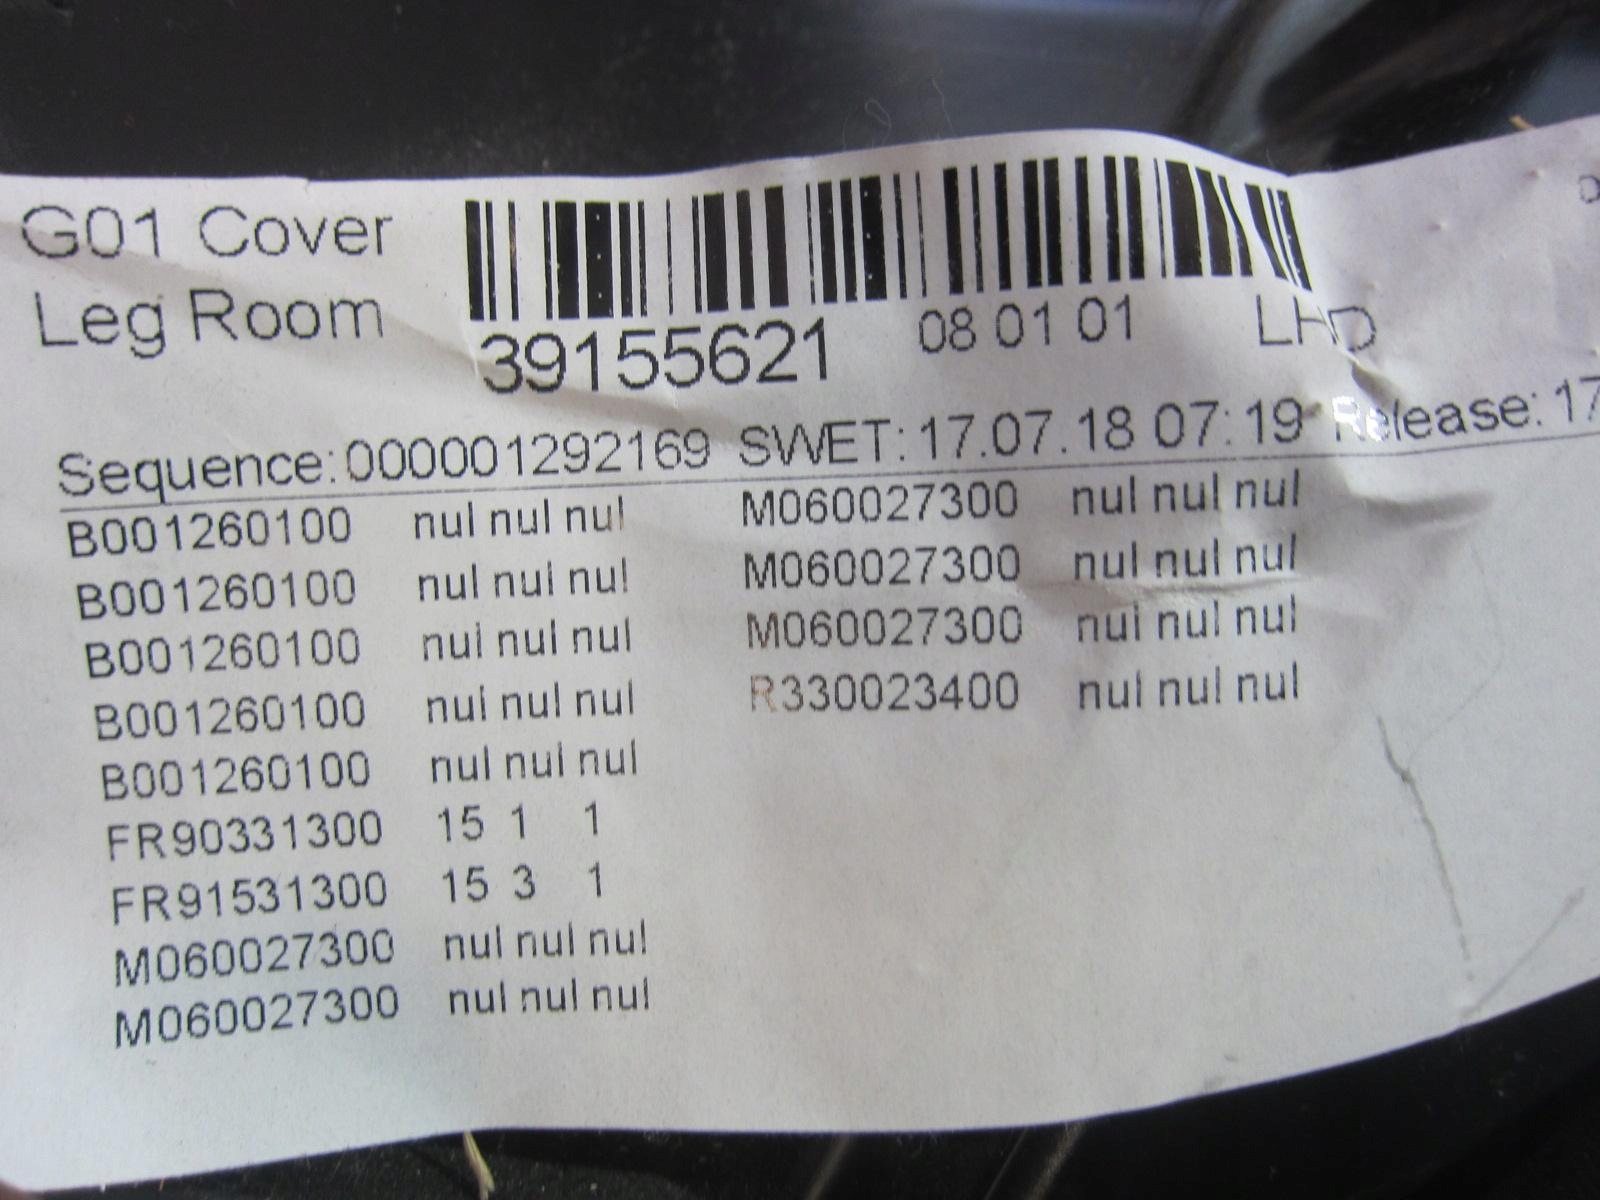 G01 Cover
Leg Room
39155621 08 01 01 LHD
Sequence:000001292169 SWET: 17.07.18 07:19 Release: 17
B001260100 nul nul nul M060027300 nul nul nul
B001260100 nul nul nul M060027300 nul nul nul
B001260100 nul nul nul M060027300 nul nul nul
B001260100 nul nul nul R330023400 nul nul nul
B001260100 nul nul nul
FR90331300 15 1 1
FR91531300 15 3 1
M060027300 nul nul nul
M060027300 nul nul nul